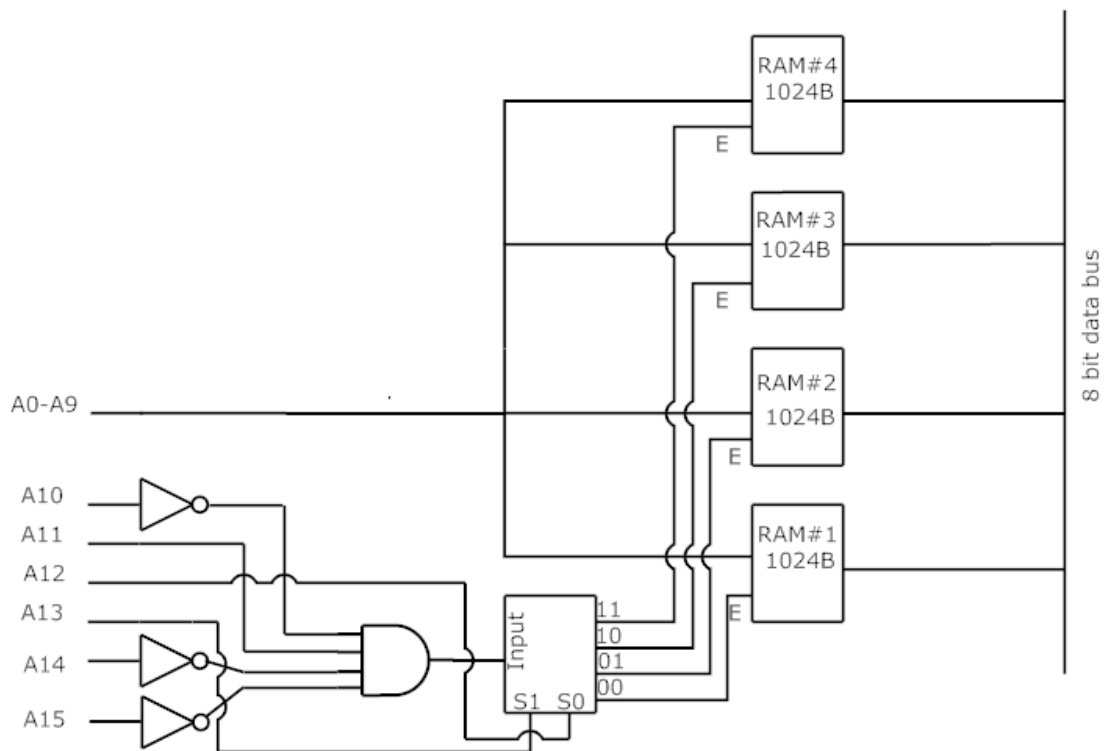 RAM#4
1024B
E
RAM#3
1024B
E
RAM#2
1024B
E
RAM#1
1024B
E
8 bit data bus
A0-A9
A10
A11
A12
A13
A14
A15
Input
11
10
01
00
S1 S0